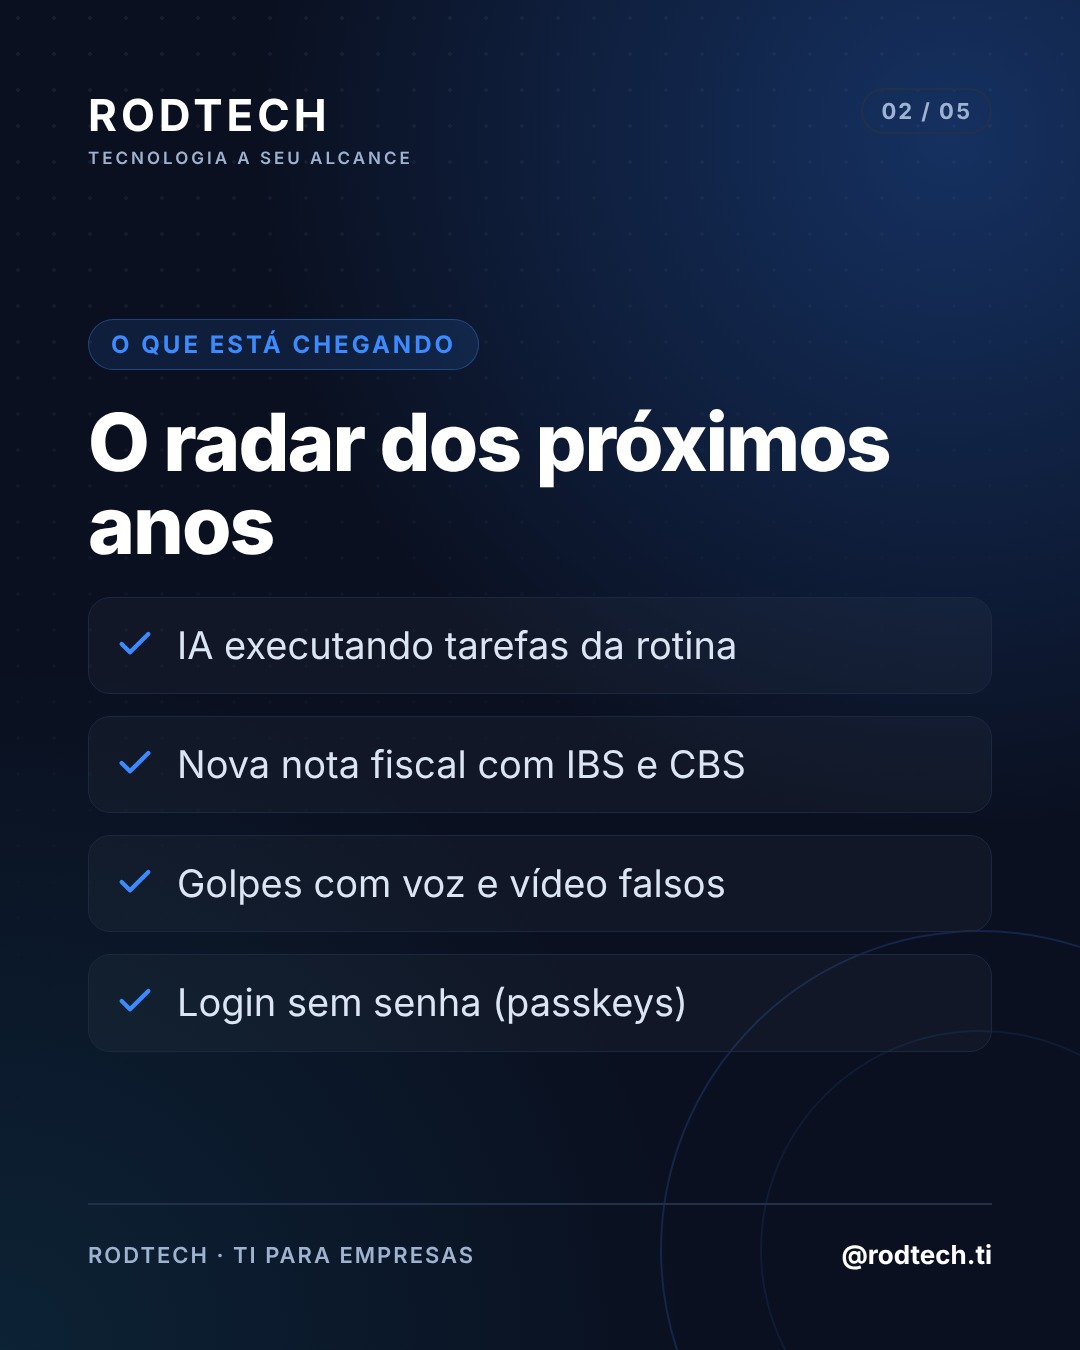 RODTECH
TECNOLOGIA A SEU ALCANCE
02 / 05
O QUE ESTÁ CHEGANDO
O radar dos próximos
anos
IA executando tarefas da rotina
Nova nota fiscal com IBS e CBS
Golpes com voz e vídeo falsos
Login sem senha (passkeys)
RODTECH · TI PARA EMPRESAS
@rodtech.ti